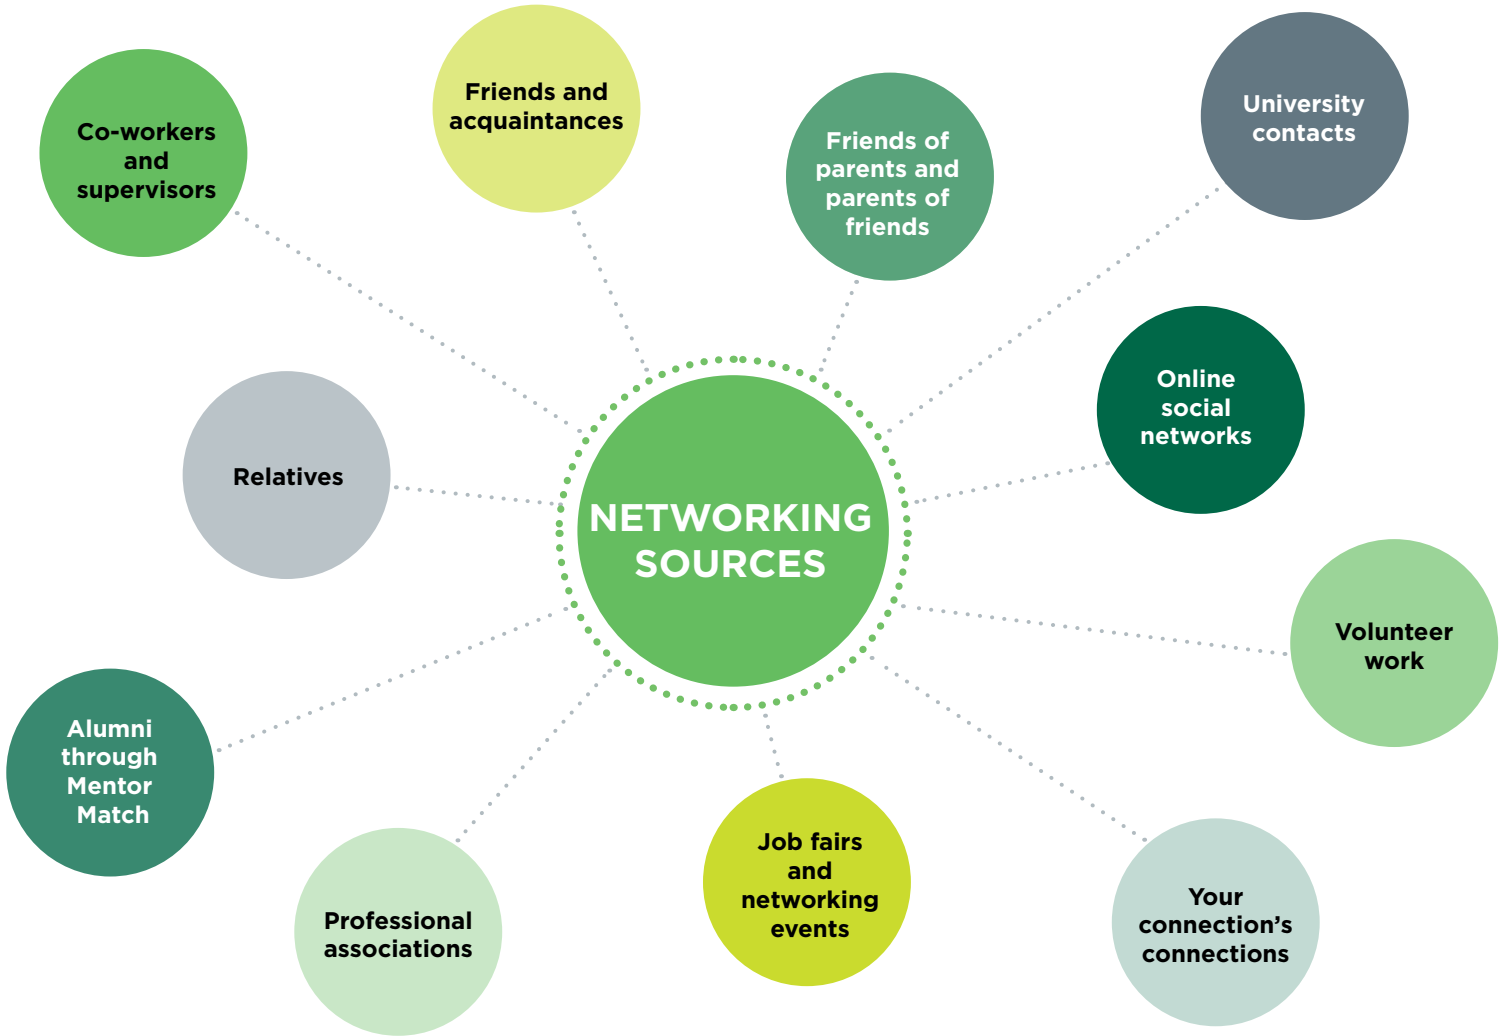 Co-workers
and
supervisors
Friends and
acquaintances
Friends of
parents and
parents of
friends
University
contacts
Online
social
networks
Relatives
NETWORKING
SOURCES
Volunteer
work
Alumni
through
Mentor
Match
Professional
associations
Job fairs
and
networking
events
Your
connection’s
connections